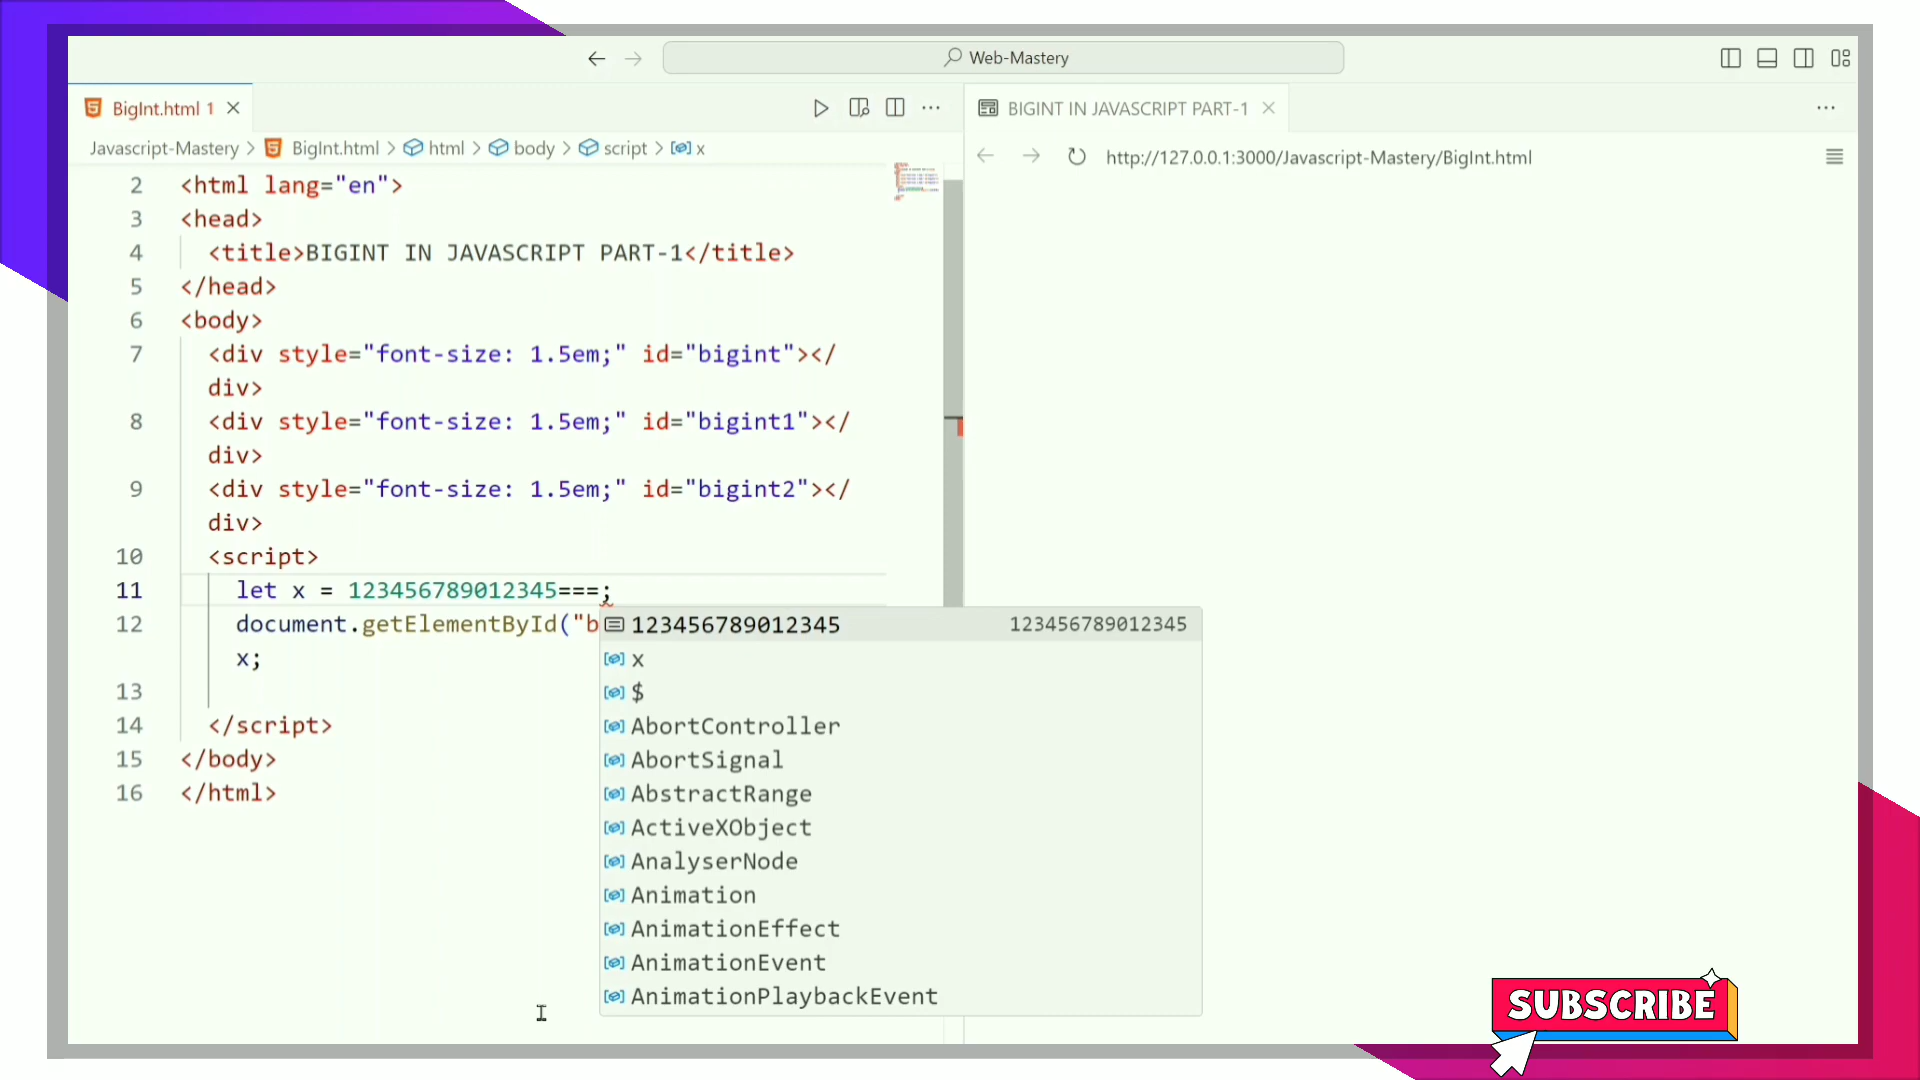 Web-Mastery
BigInt.html 1
BIGINT IN JAVASCRIPT PART-1
Javascript-Mastery > BigInt.html > html > body > script > x
http://127.0.0.1:3000/Javascript-Mastery/BigInt.html
2 <html lang="en">
3 <head>
4 <title>BIGINT IN JAVASCRIPT PART-1</title>
5 </head>
6 <body>
7 <div style="font-size: 1.5em;" id="bigint"></
div>
8 <div style="font-size: 1.5em;" id="bigint1"></
div>
9 <div style="font-size: 1.5em;" id="bigint2"></
div>
10 <script>
11 let x = 123456789012345===;
12 document.getElementById("b
x;
13
14 </script>
15 </body>
16 </html>
123456789012345 123456789012345
x
$
AbortController
AbortSignal
AbstractRange
ActiveXObject
AnalyserNode
Animation
AnimationEffect
AnimationEvent
AnimationPlaybackEvent
SUBSCRIBE